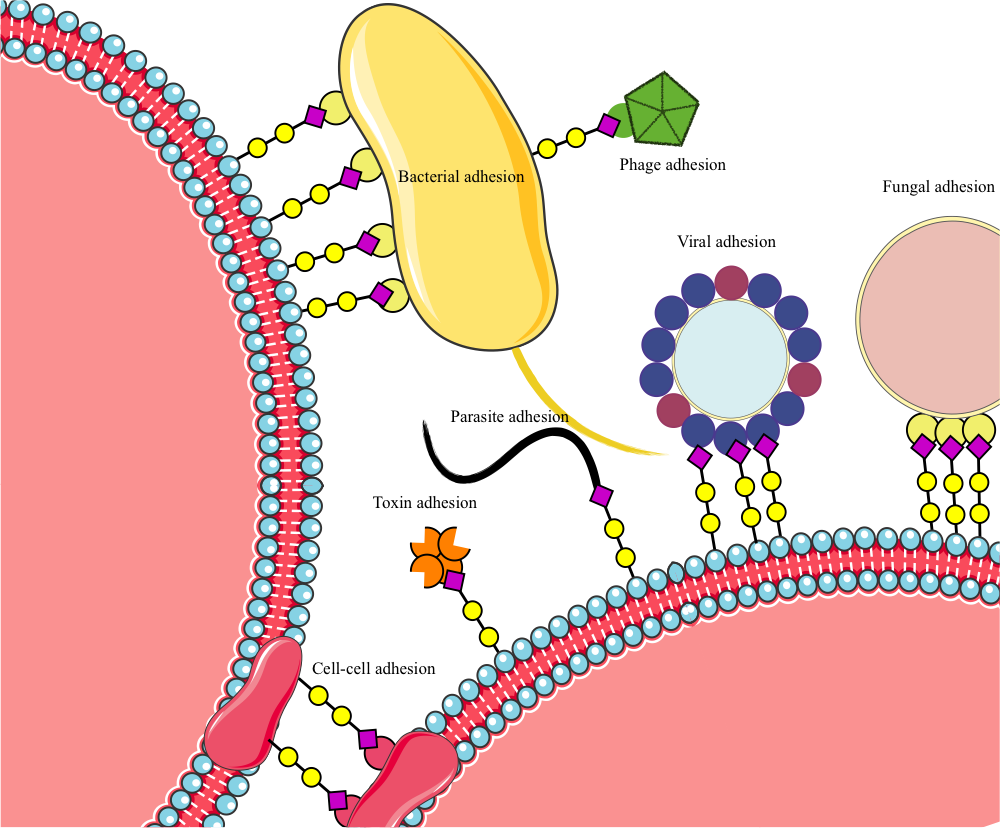 Phage adhesion
Bacterial adhesion
Fungal adhesion
Viral adhesion
Parasite adhesion
Toxin adhesion
Cell-cell adhesion